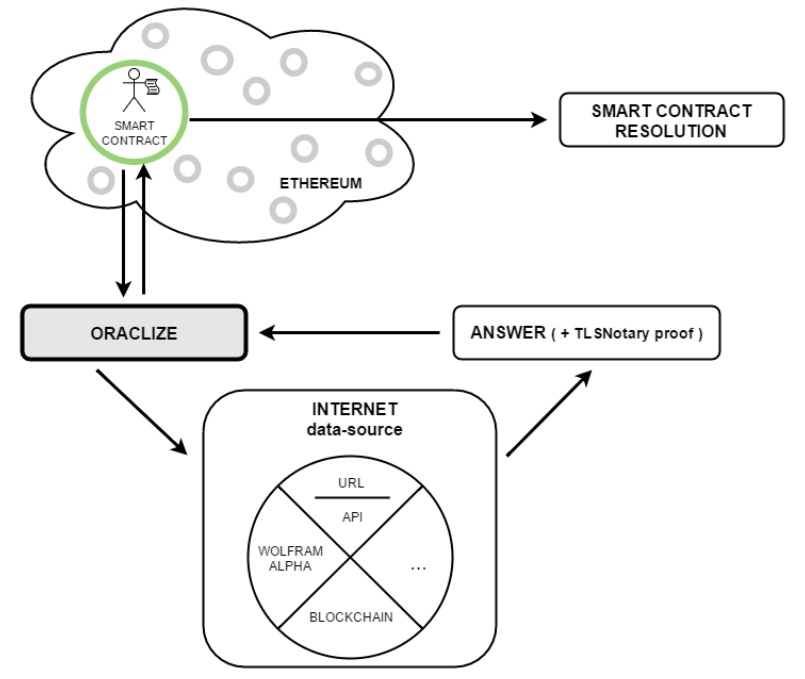 SMART
CONTRACT
ETHEREUM
SMART CONTRACT
RESOLUTION
ORACLIZE
ANSWER ( + TLSNotary proof )
INTERNET
data-source
URL
API
WOLFRAM
ALPHA
...
BLOCKCHAIN